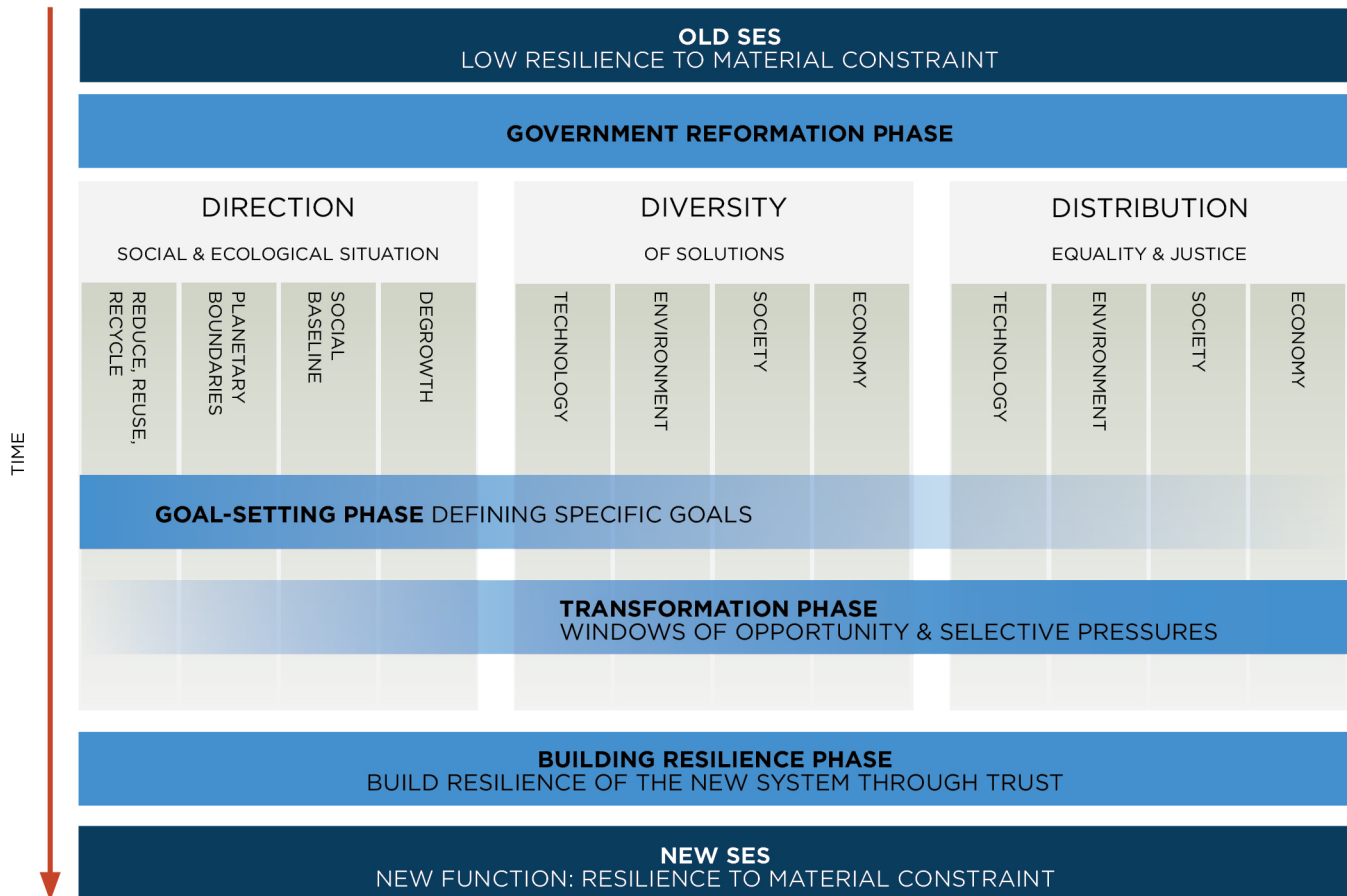 OLD SES
LOW RESILIENCE TO MATERIAL CONSTRAINT
GOVERNMENT REFORMATION PHASE
DIRECTION
SOCIAL & ECOLOGICAL SITUATION
REDUCE, REUSE,
RECYCLE
PLANETARY
BOUNDARIES
SOCIAL
BASELINE
DEGROWTH
DIVERSITY
OF SOLUTIONS
TECHNOLOGY
ENVIRONMENT
SOCIETY
ECONOMY
DISTRIBUTION
EQUALITY & JUSTICE
TECHNOLOGY
ENVIRONMENT
SOCIETY
ECONOMY
TIME
GOAL-SETTING PHASE DEFINING SPECIFIC GOALS
TRANSFORMATION PHASE
WINDOWS OF OPPORTUNITY & SELECTIVE PRESSURES
BUILDING RESILIENCE PHASE
BUILD RESILIENCE OF THE NEW SYSTEM THROUGH TRUST
NEW SES
NEW FUNCTION: RESILIENCE TO MATERIAL CONSTRAINT